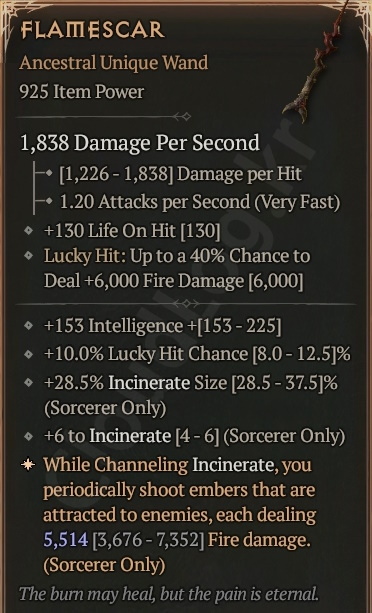 FLAMESCAR
Ancestral Unique Wand
925 Item Power
1,838 Damage Per Second
[1,226 - 1,838] Damage per Hit
1.20 Attacks per Second (Very Fast)
+130 Life On Hit [130]
Lucky Hit: Up to a 40% Chance to
Deal +6,000 Fire Damage [6,000]
+153 Intelligence +[153 - 225]
+10.0% Lucky Hit Chance [8.0 - 12.5]%
+28.5% Incinerate Size [28.5 - 37.5]%
(Sorcerer Only)
+6 to Incinerate [4 - 6] (Sorcerer Only)
While Channeling Incinerate, you
periodically shoot embers that are
attracted to enemies, each dealing
5,514 [3,676 - 7,352] Fire damage.
(Sorcerer Only)
The burn may heal, but the pain is eternal.